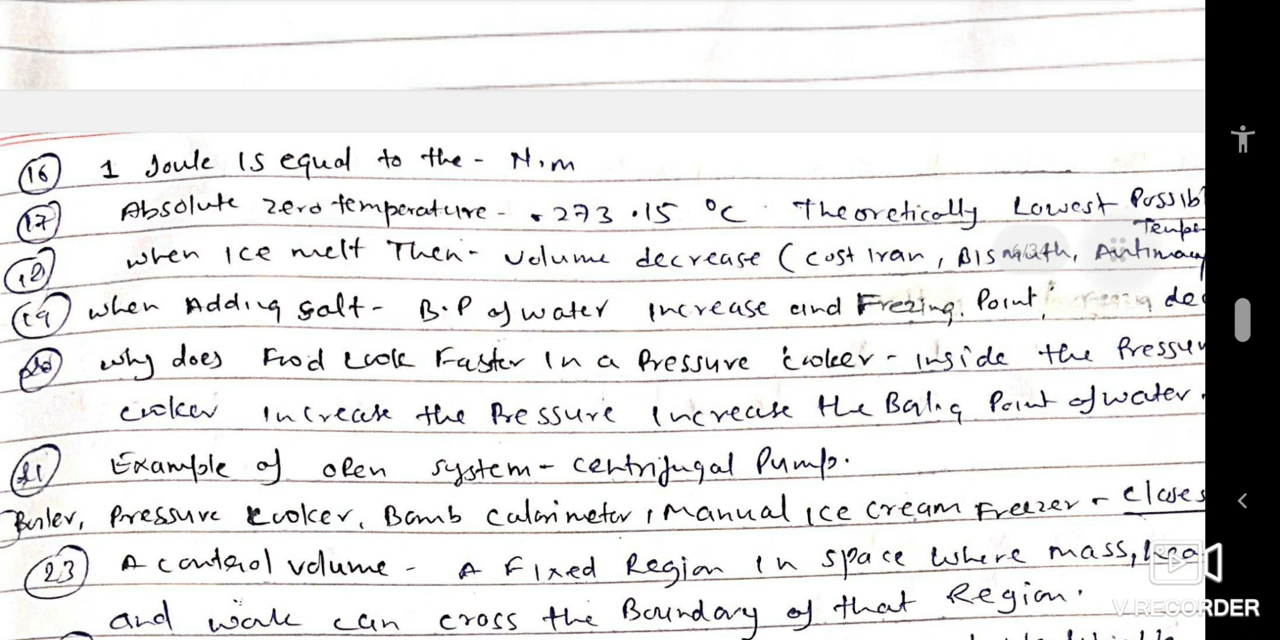 16 1 Joule is equal to the - N.m
17 Absolute zero temperature - -273.15 °C. Theoretically Lowest Possib
Tempe
18 when ice melt Then - volume decrease (cost Iran, Bismath, Antimony
19 when Adding salt - B.P of water increase and Frezing Point dec
20 why does Food Cook Faster in a Pressure cooker - inside the Pressur
cooker increase the Pressure increase the Boling Point of water.
21 Example of open system - centrifugal Pump.
Boiler, Pressure Cooker, Bomb calorimeter, Manual ice cream Freezer - closes
23 A control volume - A Fixed Region in space where mass, hea
and work can cross the Boundary of that Region.
V RECORDER